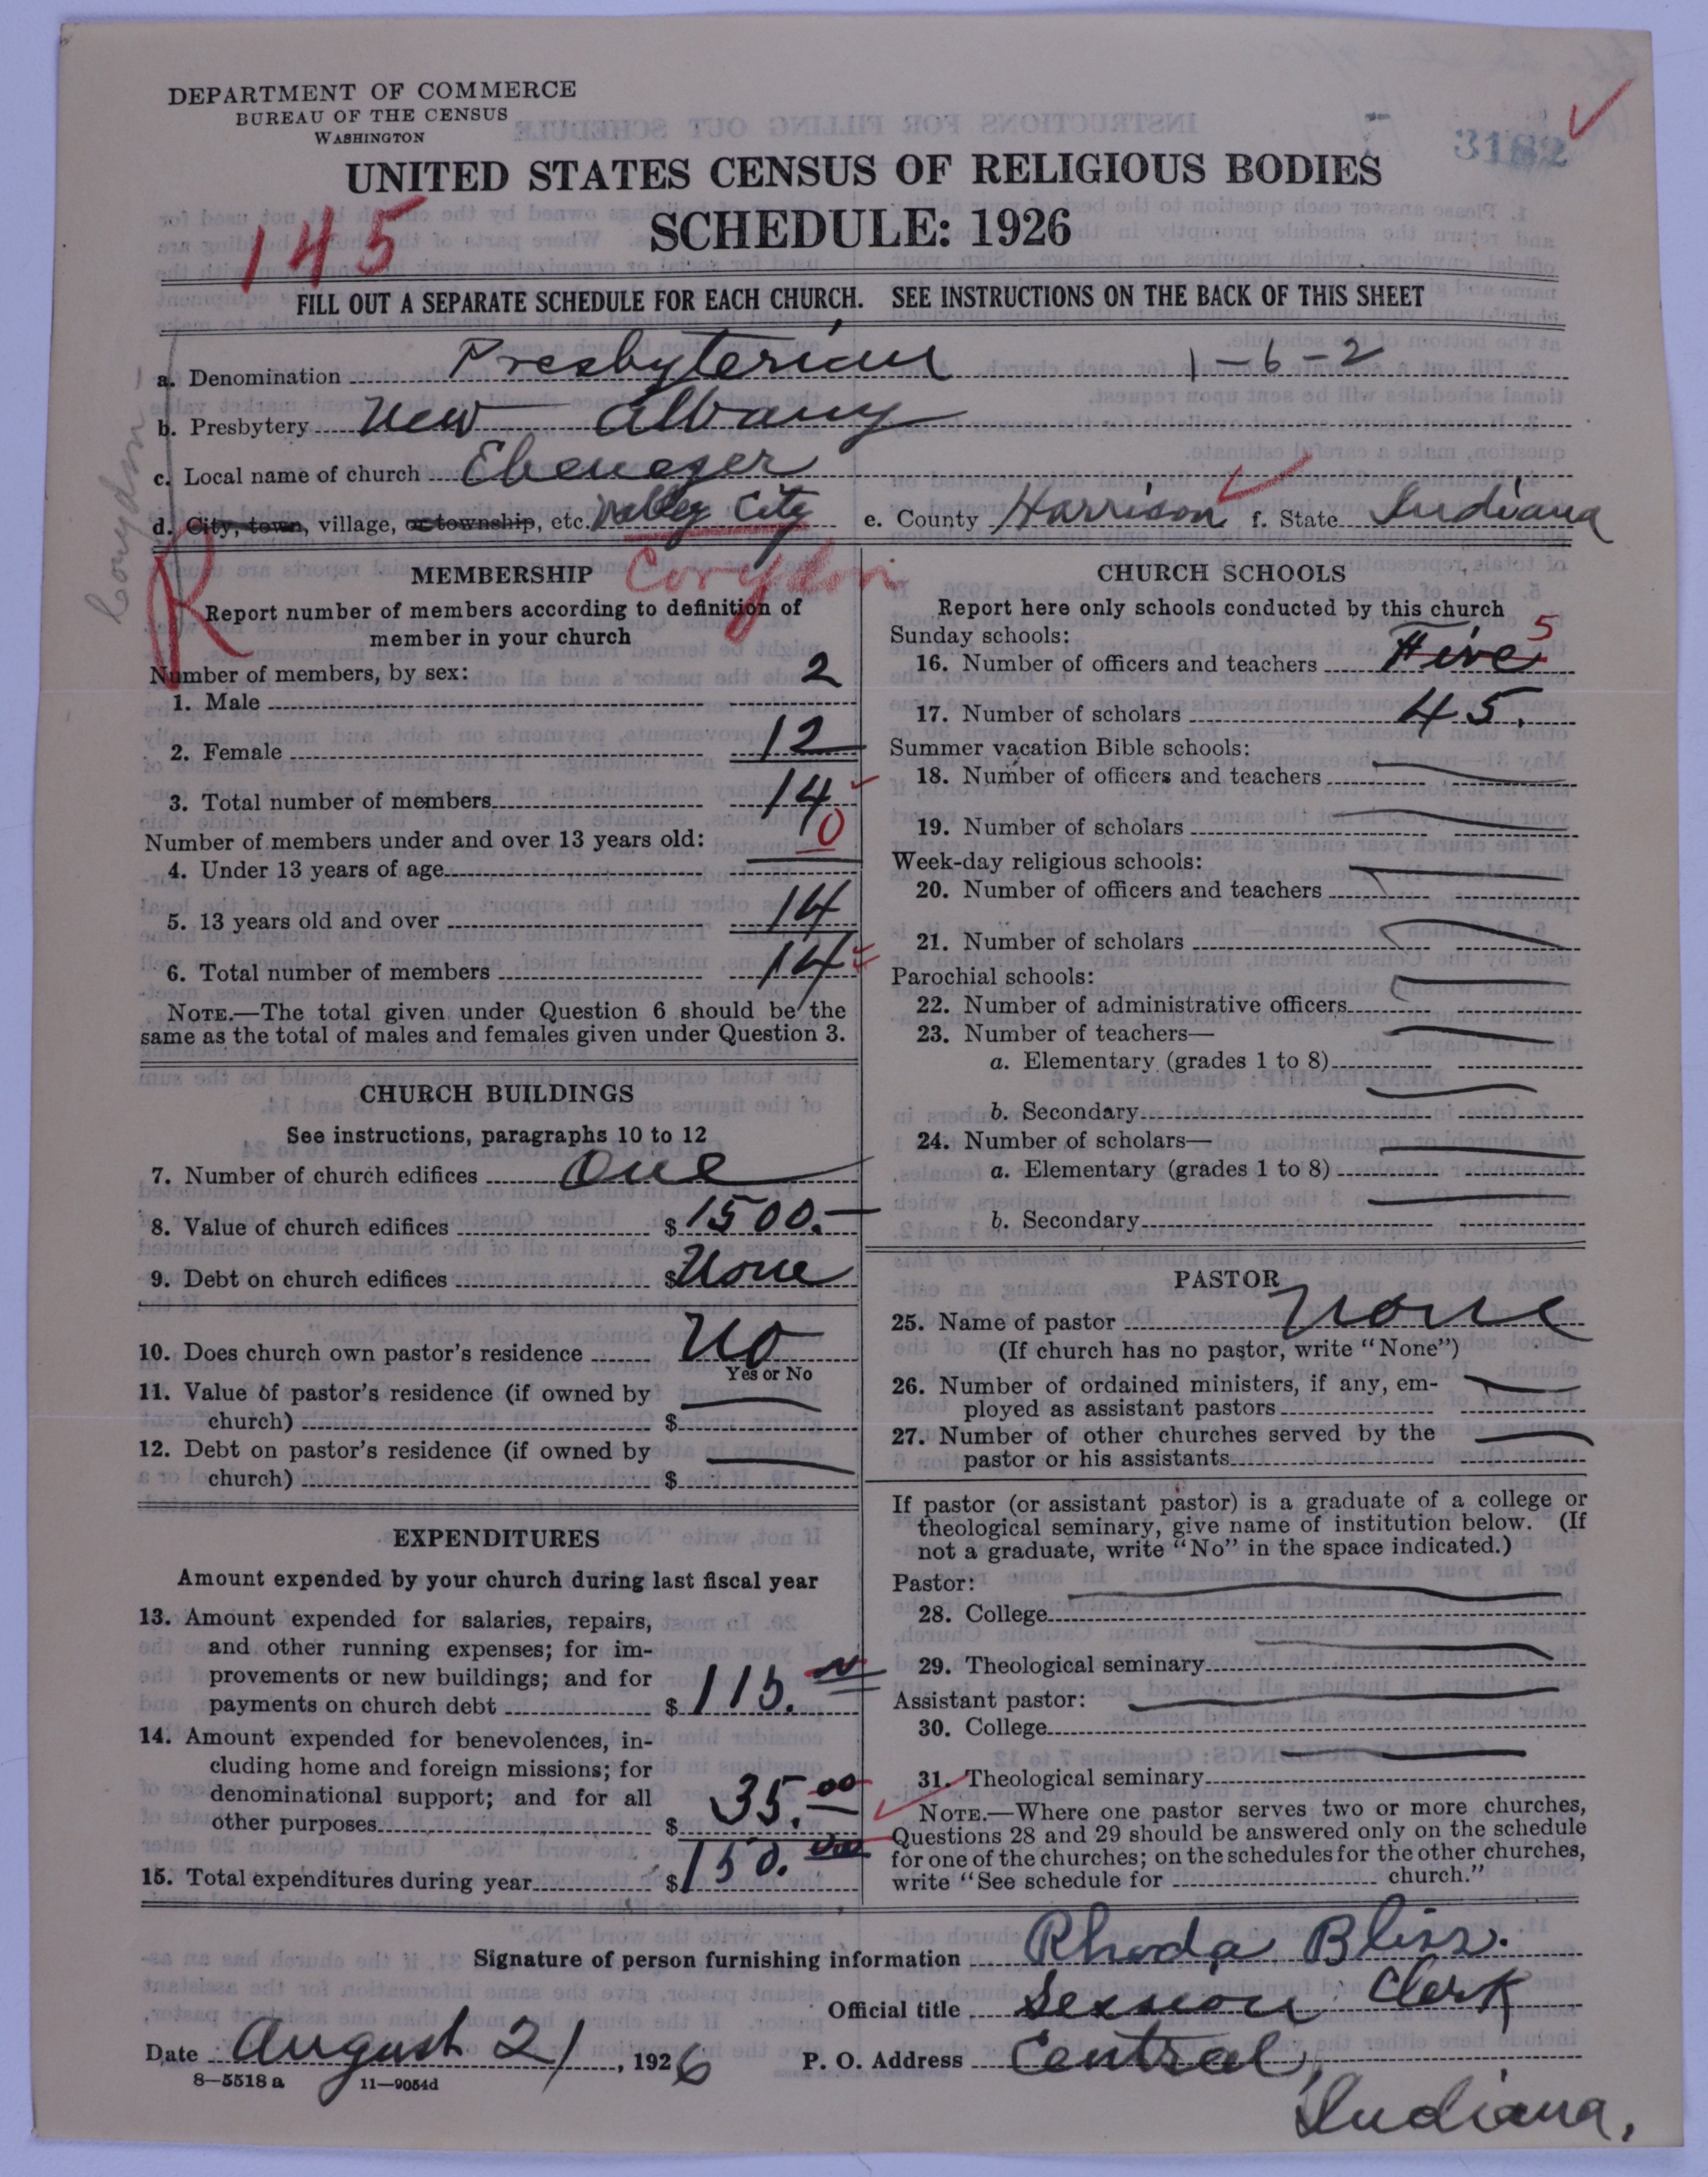 DEPARTMENT OF COMMERCE
BUREAU OF THE CENSUS
WASHINGTON
3182
UNITED STATES CENSUS OF RELIGIOUS BODIES
SCHEDULE: 1926
145
FILL OUT A SEPARATE SCHEDULE FOR EACH CHURCH. SEE INSTRUCTIONS ON THE BACK OF THIS SHEET
a. Denomination Presbyterian 1-6-2
b. Presbytery New Albany
c. Local name of church Ebenezer
d. City, town, village, or township, etc. Valley City e. County Harrison f. State Indiana
Corydon
Corydon
R
MEMBERSHIP
Report number of members according to definition of
member in your church
Number of members, by sex:
1. Male 2
2. Female 12
3. Total number of members 14
Number of members under and over 13 years old:
4. Under 13 years of age 0
5. 13 years old and over 14
6. Total number of members 14
NOTE.—The total given under Question 6 should be the
same as the total of males and females given under Question 3.
CHURCH BUILDINGS
See instructions, paragraphs 10 to 12
7. Number of church edifices One
8. Value of church edifices $ 1500.—
9. Debt on church edifices $ None
10. Does church own pastor's residence No
Yes or No
11. Value of pastor's residence (if owned by
church) $
12. Debt on pastor's residence (if owned by
church) $
EXPENDITURES
Amount expended by your church during last fiscal year
13. Amount expended for salaries, repairs,
and other running expenses; for im-
provements or new buildings; and for
payments on church debt $ 115.
14. Amount expended for benevolences, in-
cluding home and foreign missions; for
denominational support; and for all
other purposes $ 35.00
15. Total expenditures during year $ 150.00
CHURCH SCHOOLS
Report here only schools conducted by this church
Sunday schools:
16. Number of officers and teachers Five 5
17. Number of scholars 45.
Summer vacation Bible schools:
18. Number of officers and teachers
19. Number of scholars
Week-day religious schools:
20. Number of officers and teachers
21. Number of scholars
Parochial schools:
22. Number of administrative officers
23. Number of teachers—
a. Elementary (grades 1 to 8)
b. Secondary
24. Number of scholars—
a. Elementary (grades 1 to 8)
b. Secondary
PASTOR
25. Name of pastor None
(If church has no pastor, write "None")
26. Number of ordained ministers, if any, em-
ployed as assistant pastors
27. Number of other churches served by the
pastor or his assistants
If pastor (or assistant pastor) is a graduate of a college or
theological seminary, give name of institution below. (If
not a graduate, write "No" in the space indicated.)
Pastor:
28. College
29. Theological seminary
Assistant pastor:
30. College
31. Theological seminary
NOTE.—Where one pastor serves two or more churches,
Questions 28 and 29 should be answered only on the schedule
for one of the churches; on the schedules for the other churches,
write "See schedule for church."
Signature of person furnishing information Rhoda Bliss.
Official title Session Clerk
Date August 21, 1926 P. O. Address Central,
Indiana.
8-5518 a 11-9054d